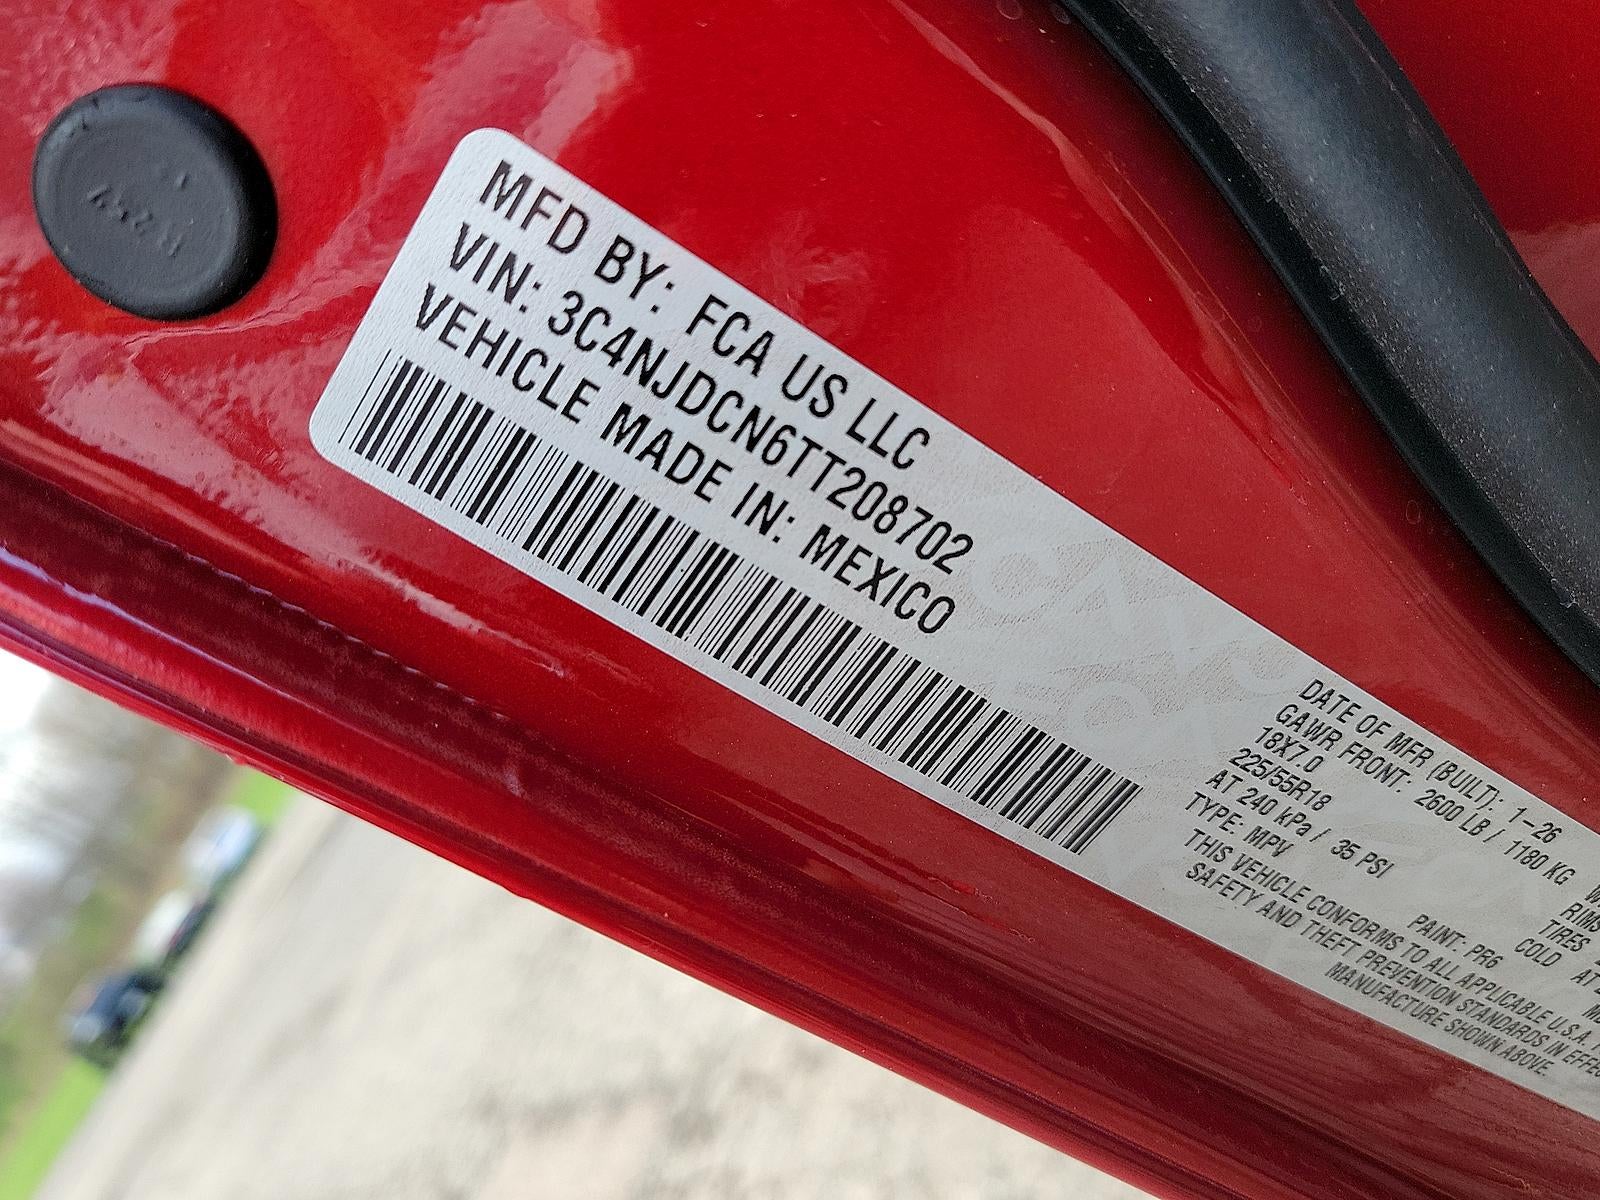 MFD BY: FCA US LLC
VIN: 3C4NJDCN6TT208702
VEHICLE MADE IN: MEXICO
DATE OF MFR (BUILT): 1-26
GAWR FRONT: 2600 LB / 1180 KG
18X7.0 RIMS
225/55R18 TIRES
AT 240 kPa / 35 PSI COLD AT
TYPE: MPV PAINT: PR6
THIS VEHICLE CONFORMS TO ALL APPLICABLE U.S.A.
SAFETY AND THEFT PREVENTION STANDARDS IN
MANUFACTURE SHOWN ABOVE.